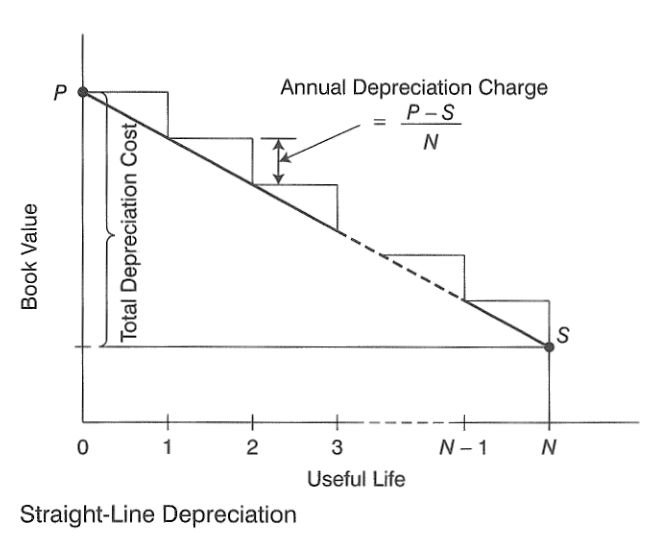 P
Annual Depreciation Charge
= P – S
N
Book Value
Total Depreciation Cost
S
0 1 2 3 N – 1 N
Useful Life
Straight-Line Depreciation